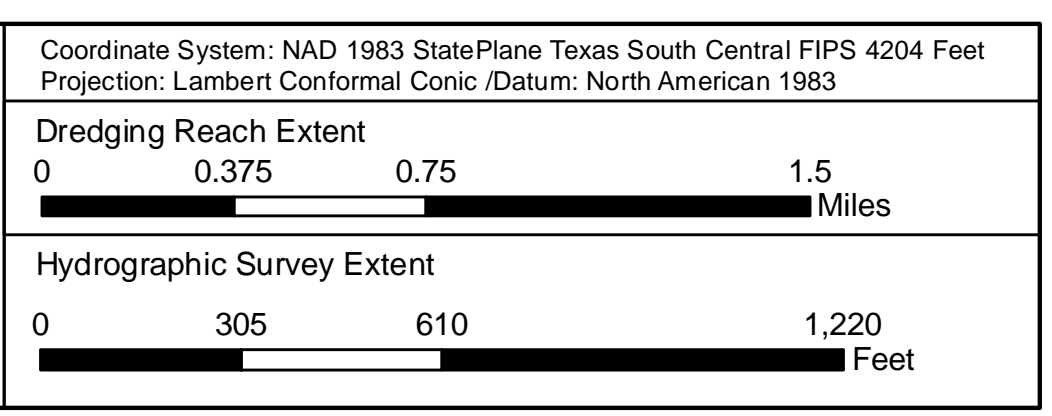 Coordinate System: NAD 1983 StatePlane Texas South Central FIPS 4204 Feet
Projection: Lambert Conformal Conic /Datum: North American 1983
Dredging Reach Extent
0 0.375 0.75 1.5
Miles
Hydrographic Survey Extent
0 305 610 1,220
Feet